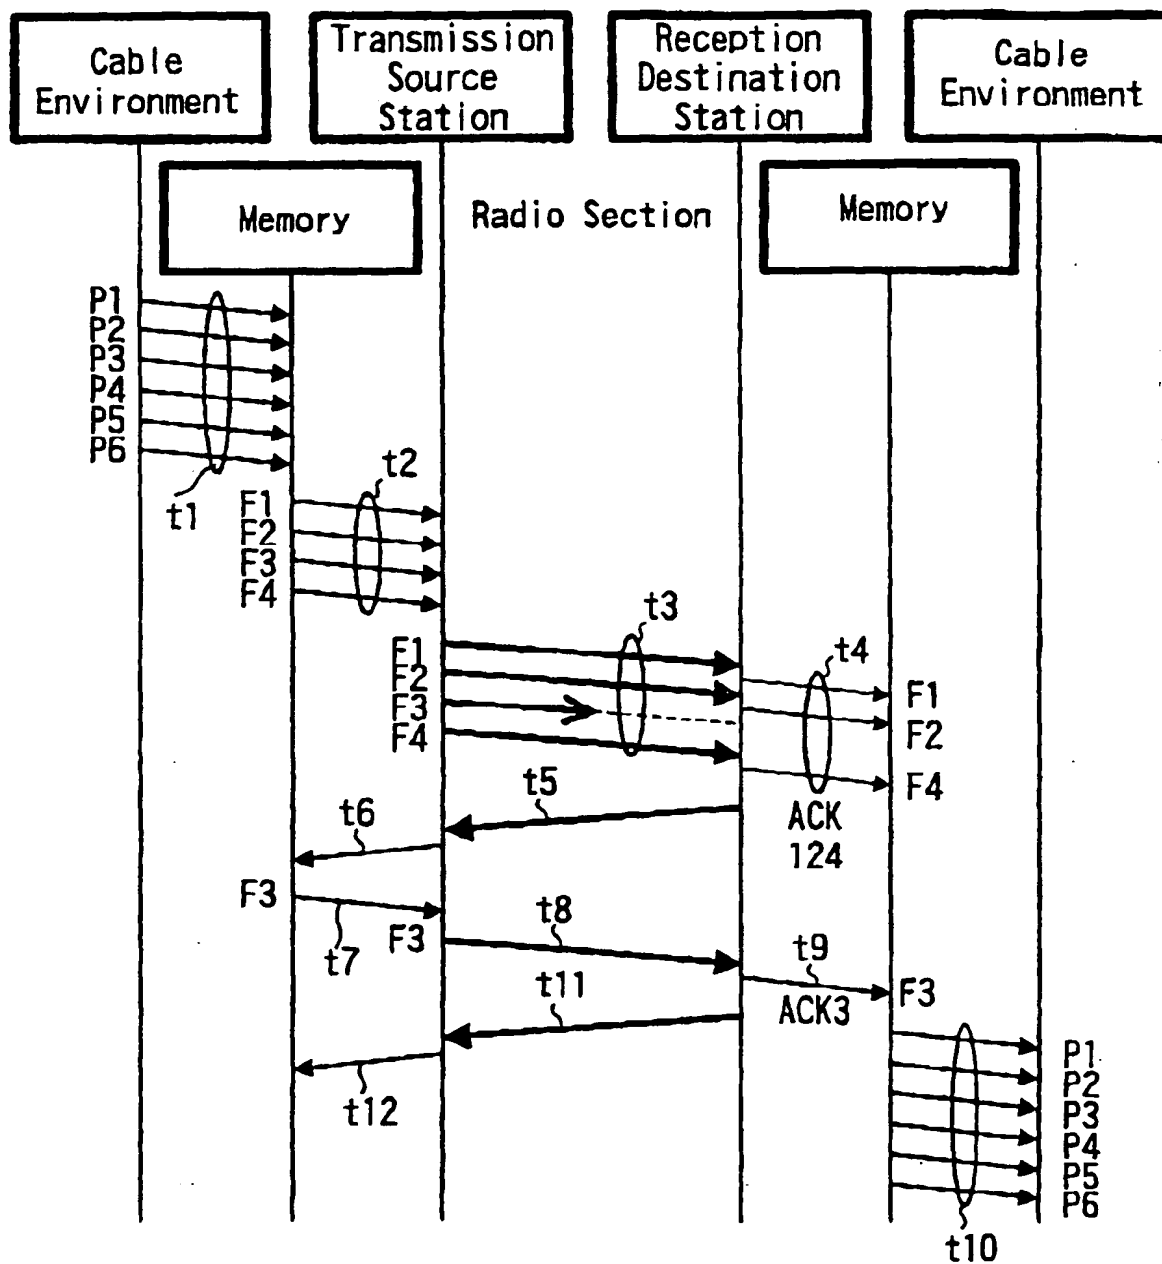 Cable
Environment
Transmission
Source
Station
Reception
Destination
Station
Cable
Environment
Memory
Radio Section
Memory
P1
P2
P3
P4
P5
P6
t1
t2
F1
F2
F3
F4
t3
F1
F2
F3
F4
t4
F1
F2
F4
ACK
124
t5
t6
F3
t7
F3
t8
t9
F3
ACK3
t11
t12
P1
P2
P3
P4
P5
P6
t10